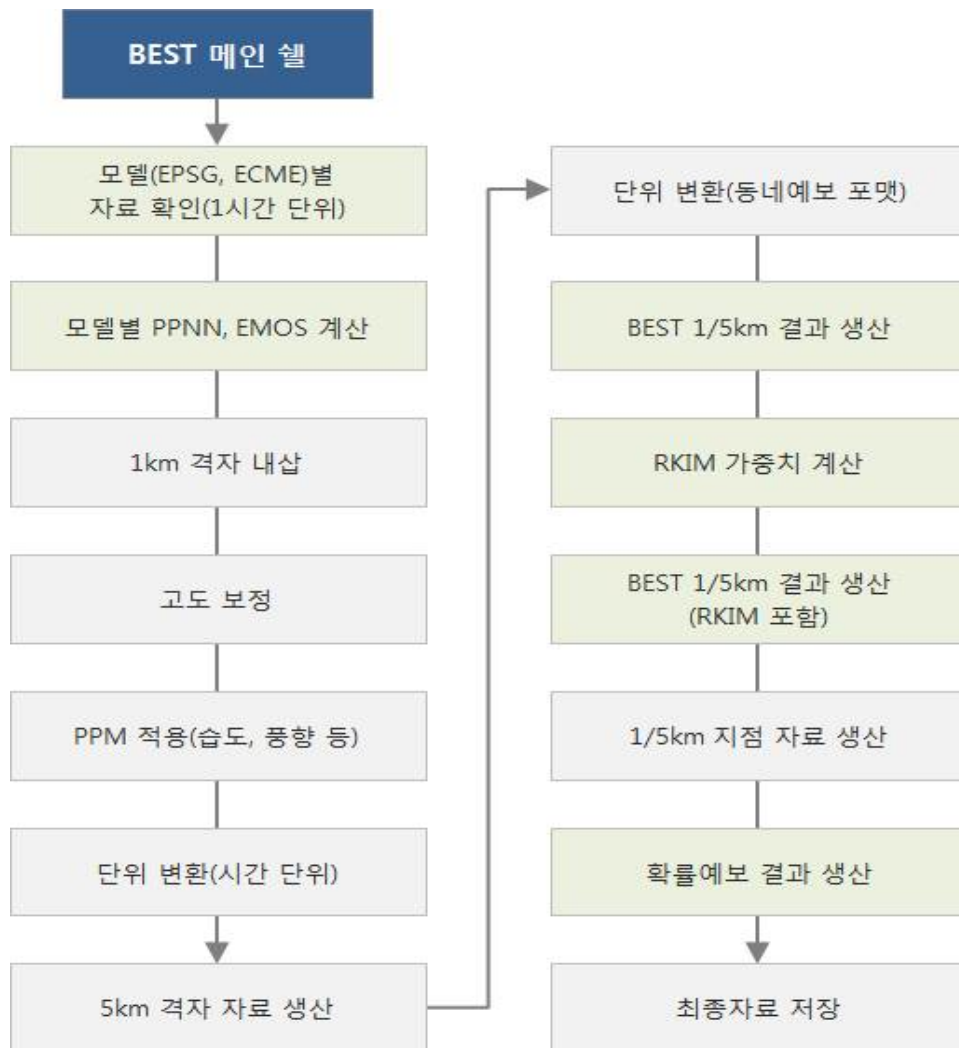 BEST 메인 쉘
모델(EPSG, ECME)별
자료 확인(1시간 단위)
모델별 PPNN, EMOS 계산
1km 격자 내삽
고도 보정
PPM 적용(습도, 풍향 등)
단위 변환(시간 단위)
5km 격자 자료 생산
단위 변환(동네예보 포맷)
BEST 1/5km 결과 생산
RKIM 가중치 계산
BEST 1/5km 결과 생산
(RKIM 포함)
1/5km 지점 자료 생산
확률예보 결과 생산
최종자료 저장